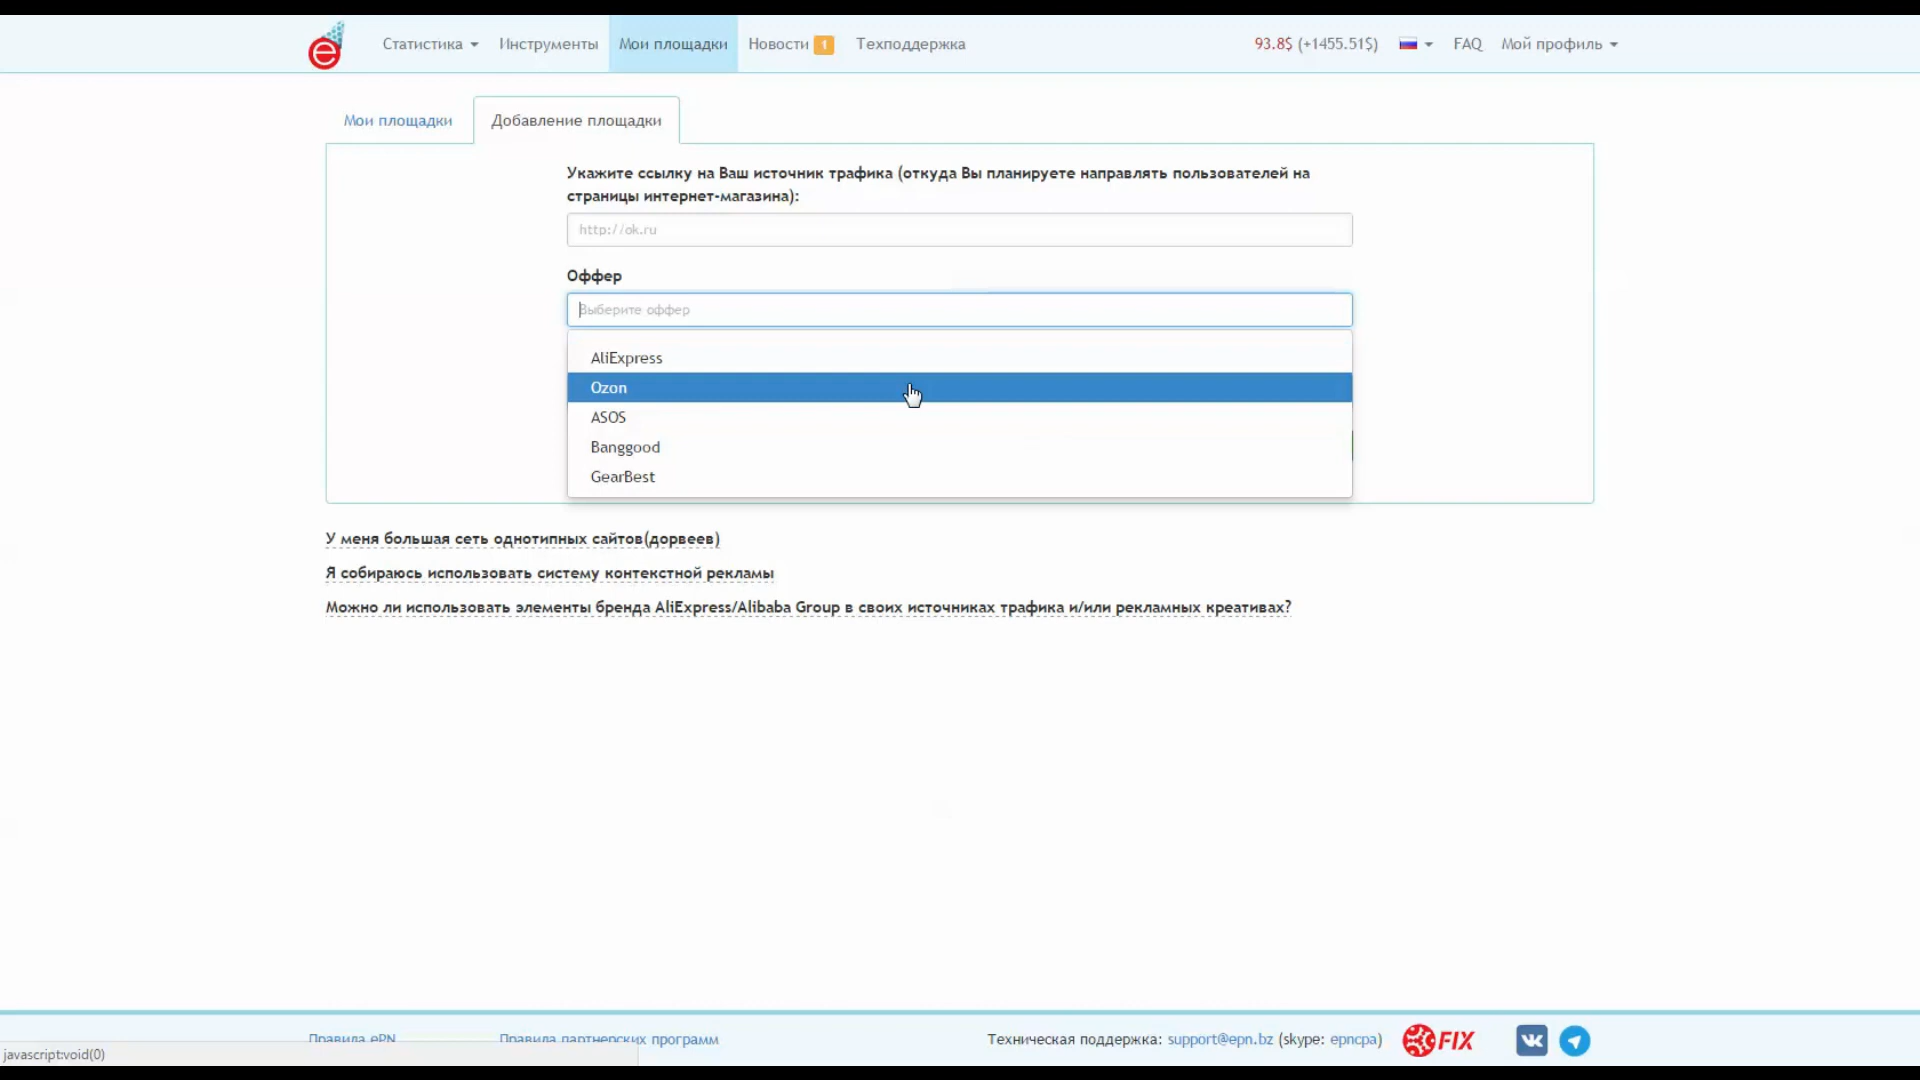 Статистика
Инструменты
Мои площадки
Новости 1
Техподдержка
93.8$ (+1455.51$)
FAQ
Мой профиль
Мои площадки
Добавление площадки
Укажите ссылку на Ваш источник трафика (откуда Вы планируете направлять пользователей на
страницы интернет-магазина):
http://ok.ru
Оффер
Выберите оффер
AliExpress
Ozon
ASOS
Banggood
GearBest
У меня большая сеть однотипных сайтов(дорвеев)
Я собираюсь использовать систему контекстной рекламы
Можно ли использовать элементы бренда AliExpress/Alibaba Group в своих источниках трафика и/или рекламных креативах?
Правила ePN
Правила партнерских программ
Техническая поддержка: support@epn.bz (skype: epncpa)
FIX
javascript:void(0)